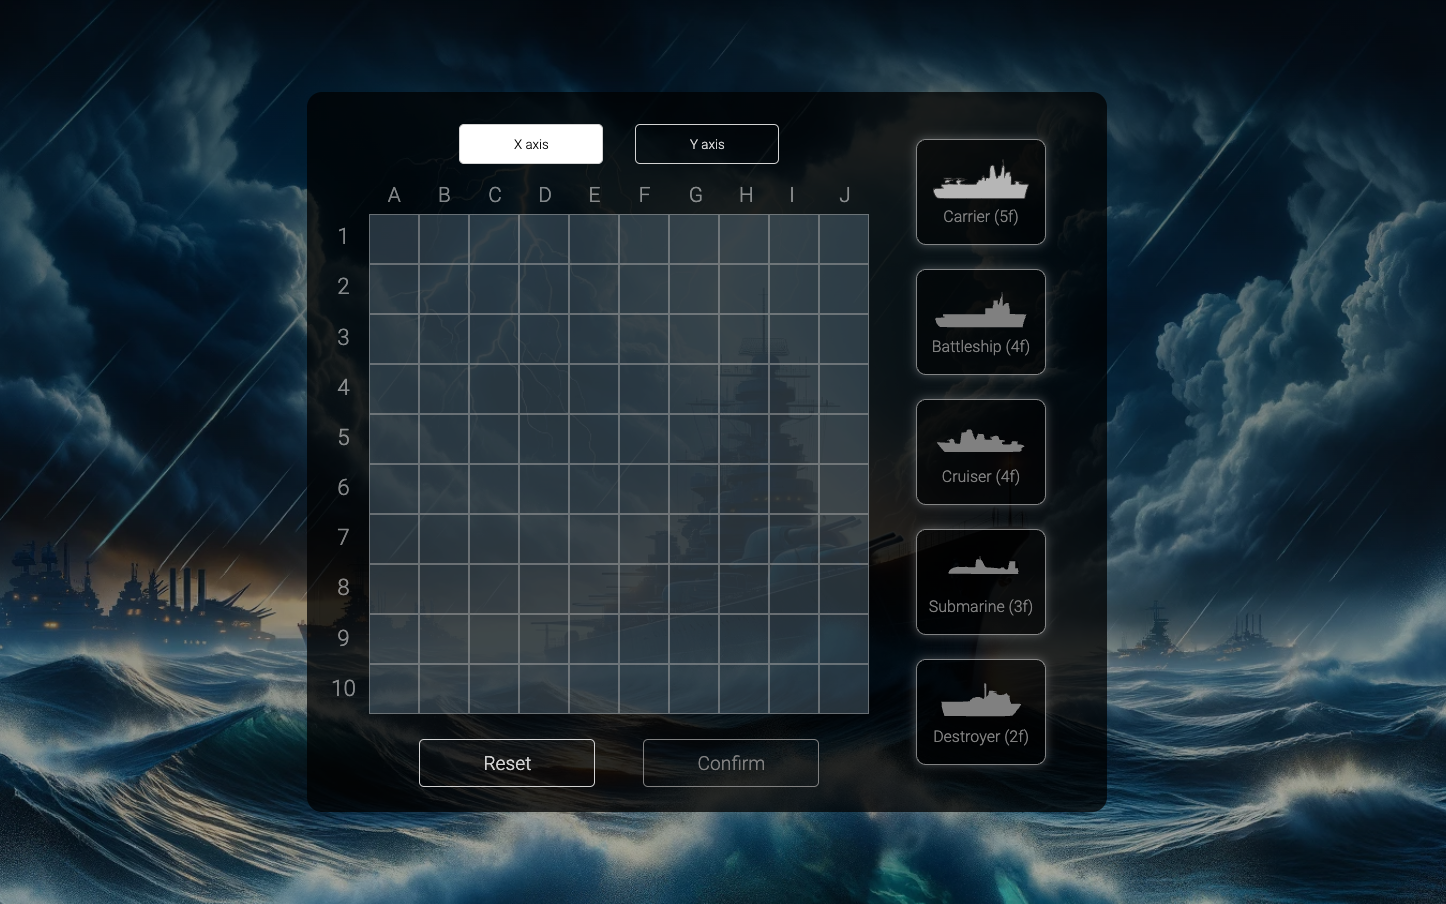 X axis Y axis
A B C D E F G H I J
1
2
3
4
5
6
7
8
9
10
Carrier (5f)
Battleship (4f)
Cruiser (4f)
Submarine (3f)
Destroyer (2f)
Reset Confirm